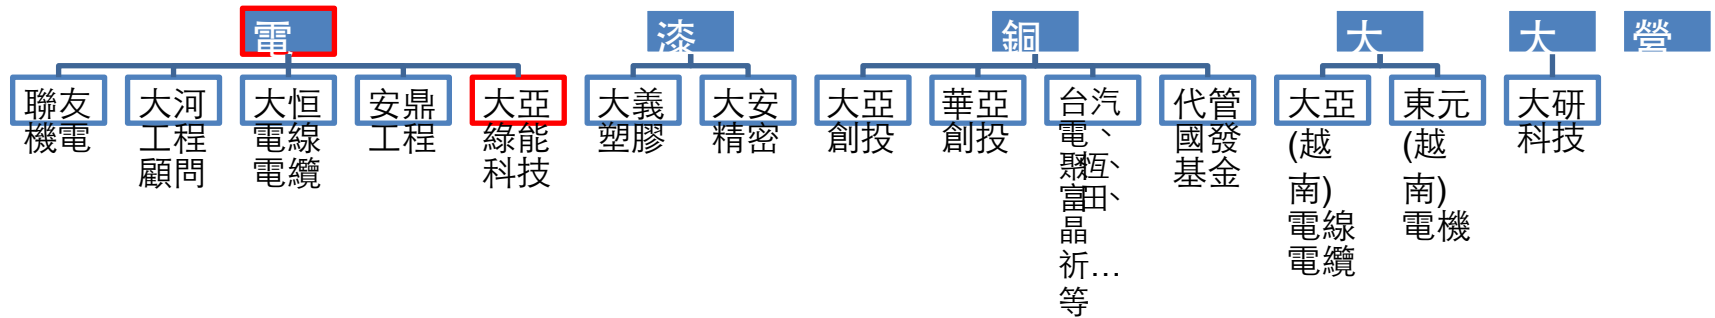 電
漆
銅
大
大
營
聯友
機電
大河
工程
顧問
大恒
電線
電纜
安鼎
工程
大亞
綠能
科技
大義
塑膠
大安
精密
大亞
創投
華亞
創投
台汽
電、
聚恆、
富田、
晶
祈…
等
代管
國發
基金
大亞
(越
南)
電線
電纜
東元
(越
南)
電機
大研
科技